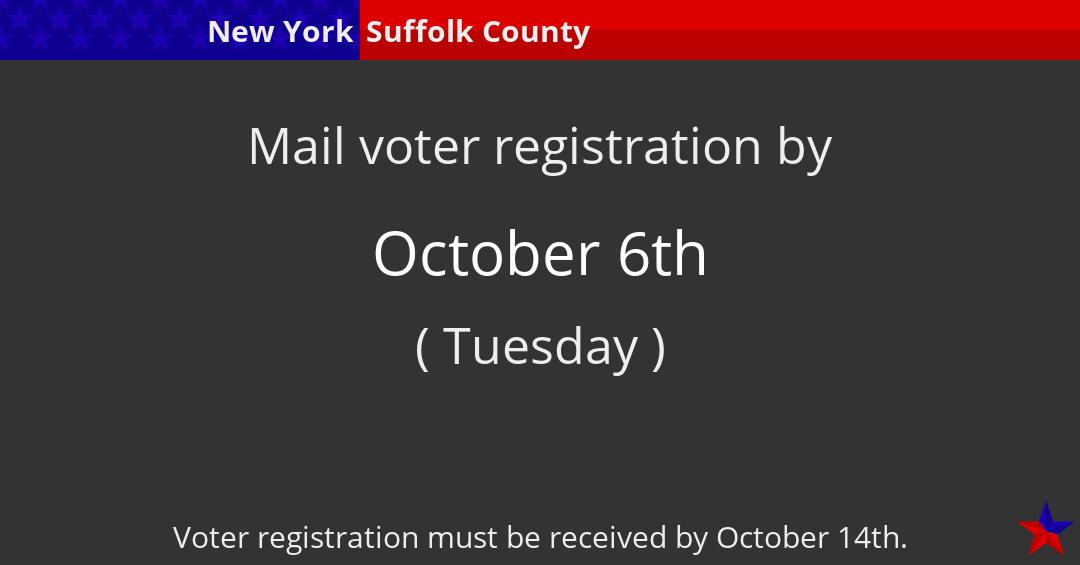 New York Suffolk County
Mail voter registration by
October 6th
( Tuesday )
Voter registration must be received by October 14th.